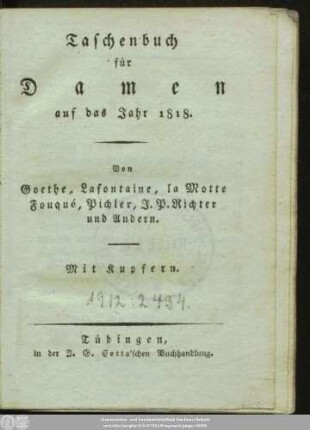 Taschenbuch
für
Damen
auf das Jahr 1818.
Von
Goethe, Lafontaine, la Motte
Fouqué, Pichler, J. P. Richter
und Andern.
Mit Kupfern.
1912:2494.
Tübingen,
in der J. G. Cotta'schen Buchhandlung.